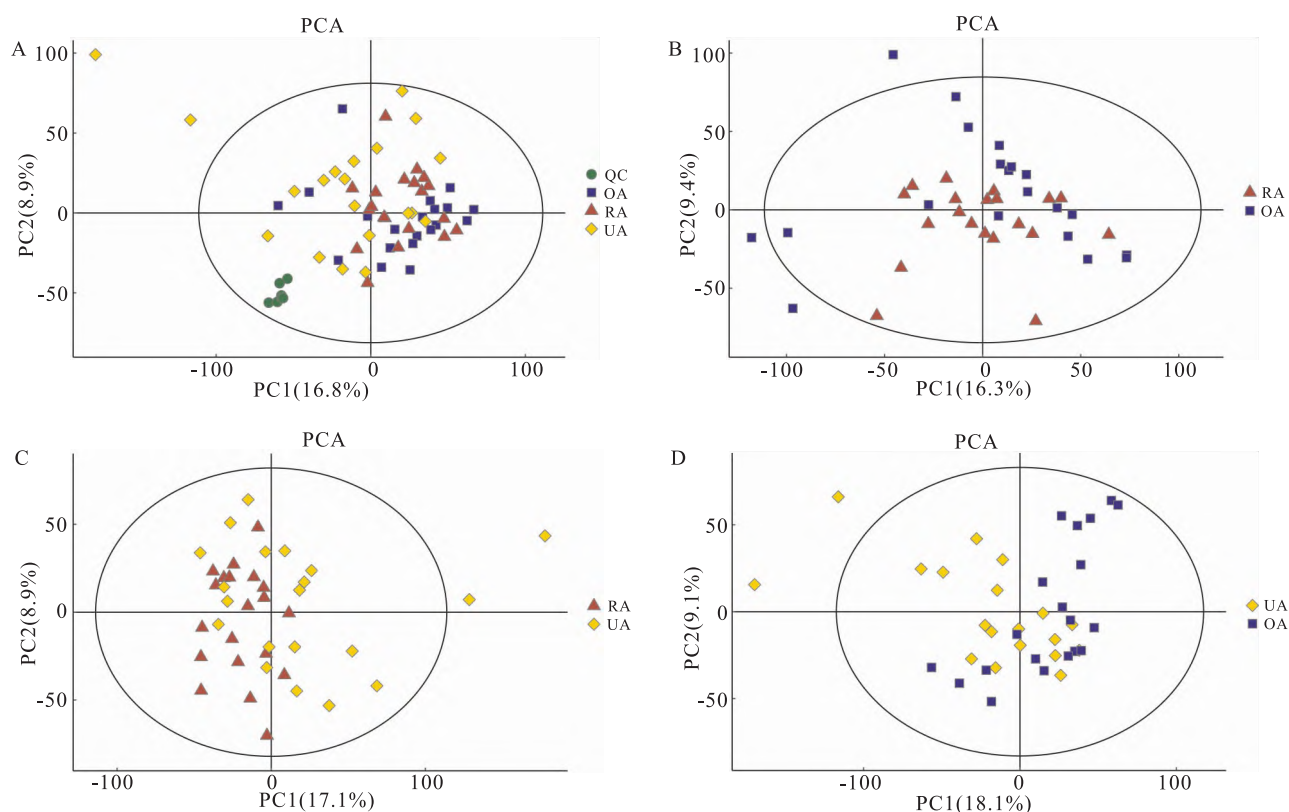 A
PCA
100
50
0
-50
PC2(8.9%)
-100
0
100
PC1(16.8%)
QC
OA
RA
UA
B
PCA
100
50
0
-50
PC2(9.4%)
-100
-50
0
50
100
PC1(16.3%)
RA
OA
C
PCA
50
0
-50
PC2(8.9%)
-100
0
100
PC1(17.1%)
RA
UA
D
PCA
50
0
-50
PC2(9.1%)
-100
0
100
PC1(18.1%)
UA
OA